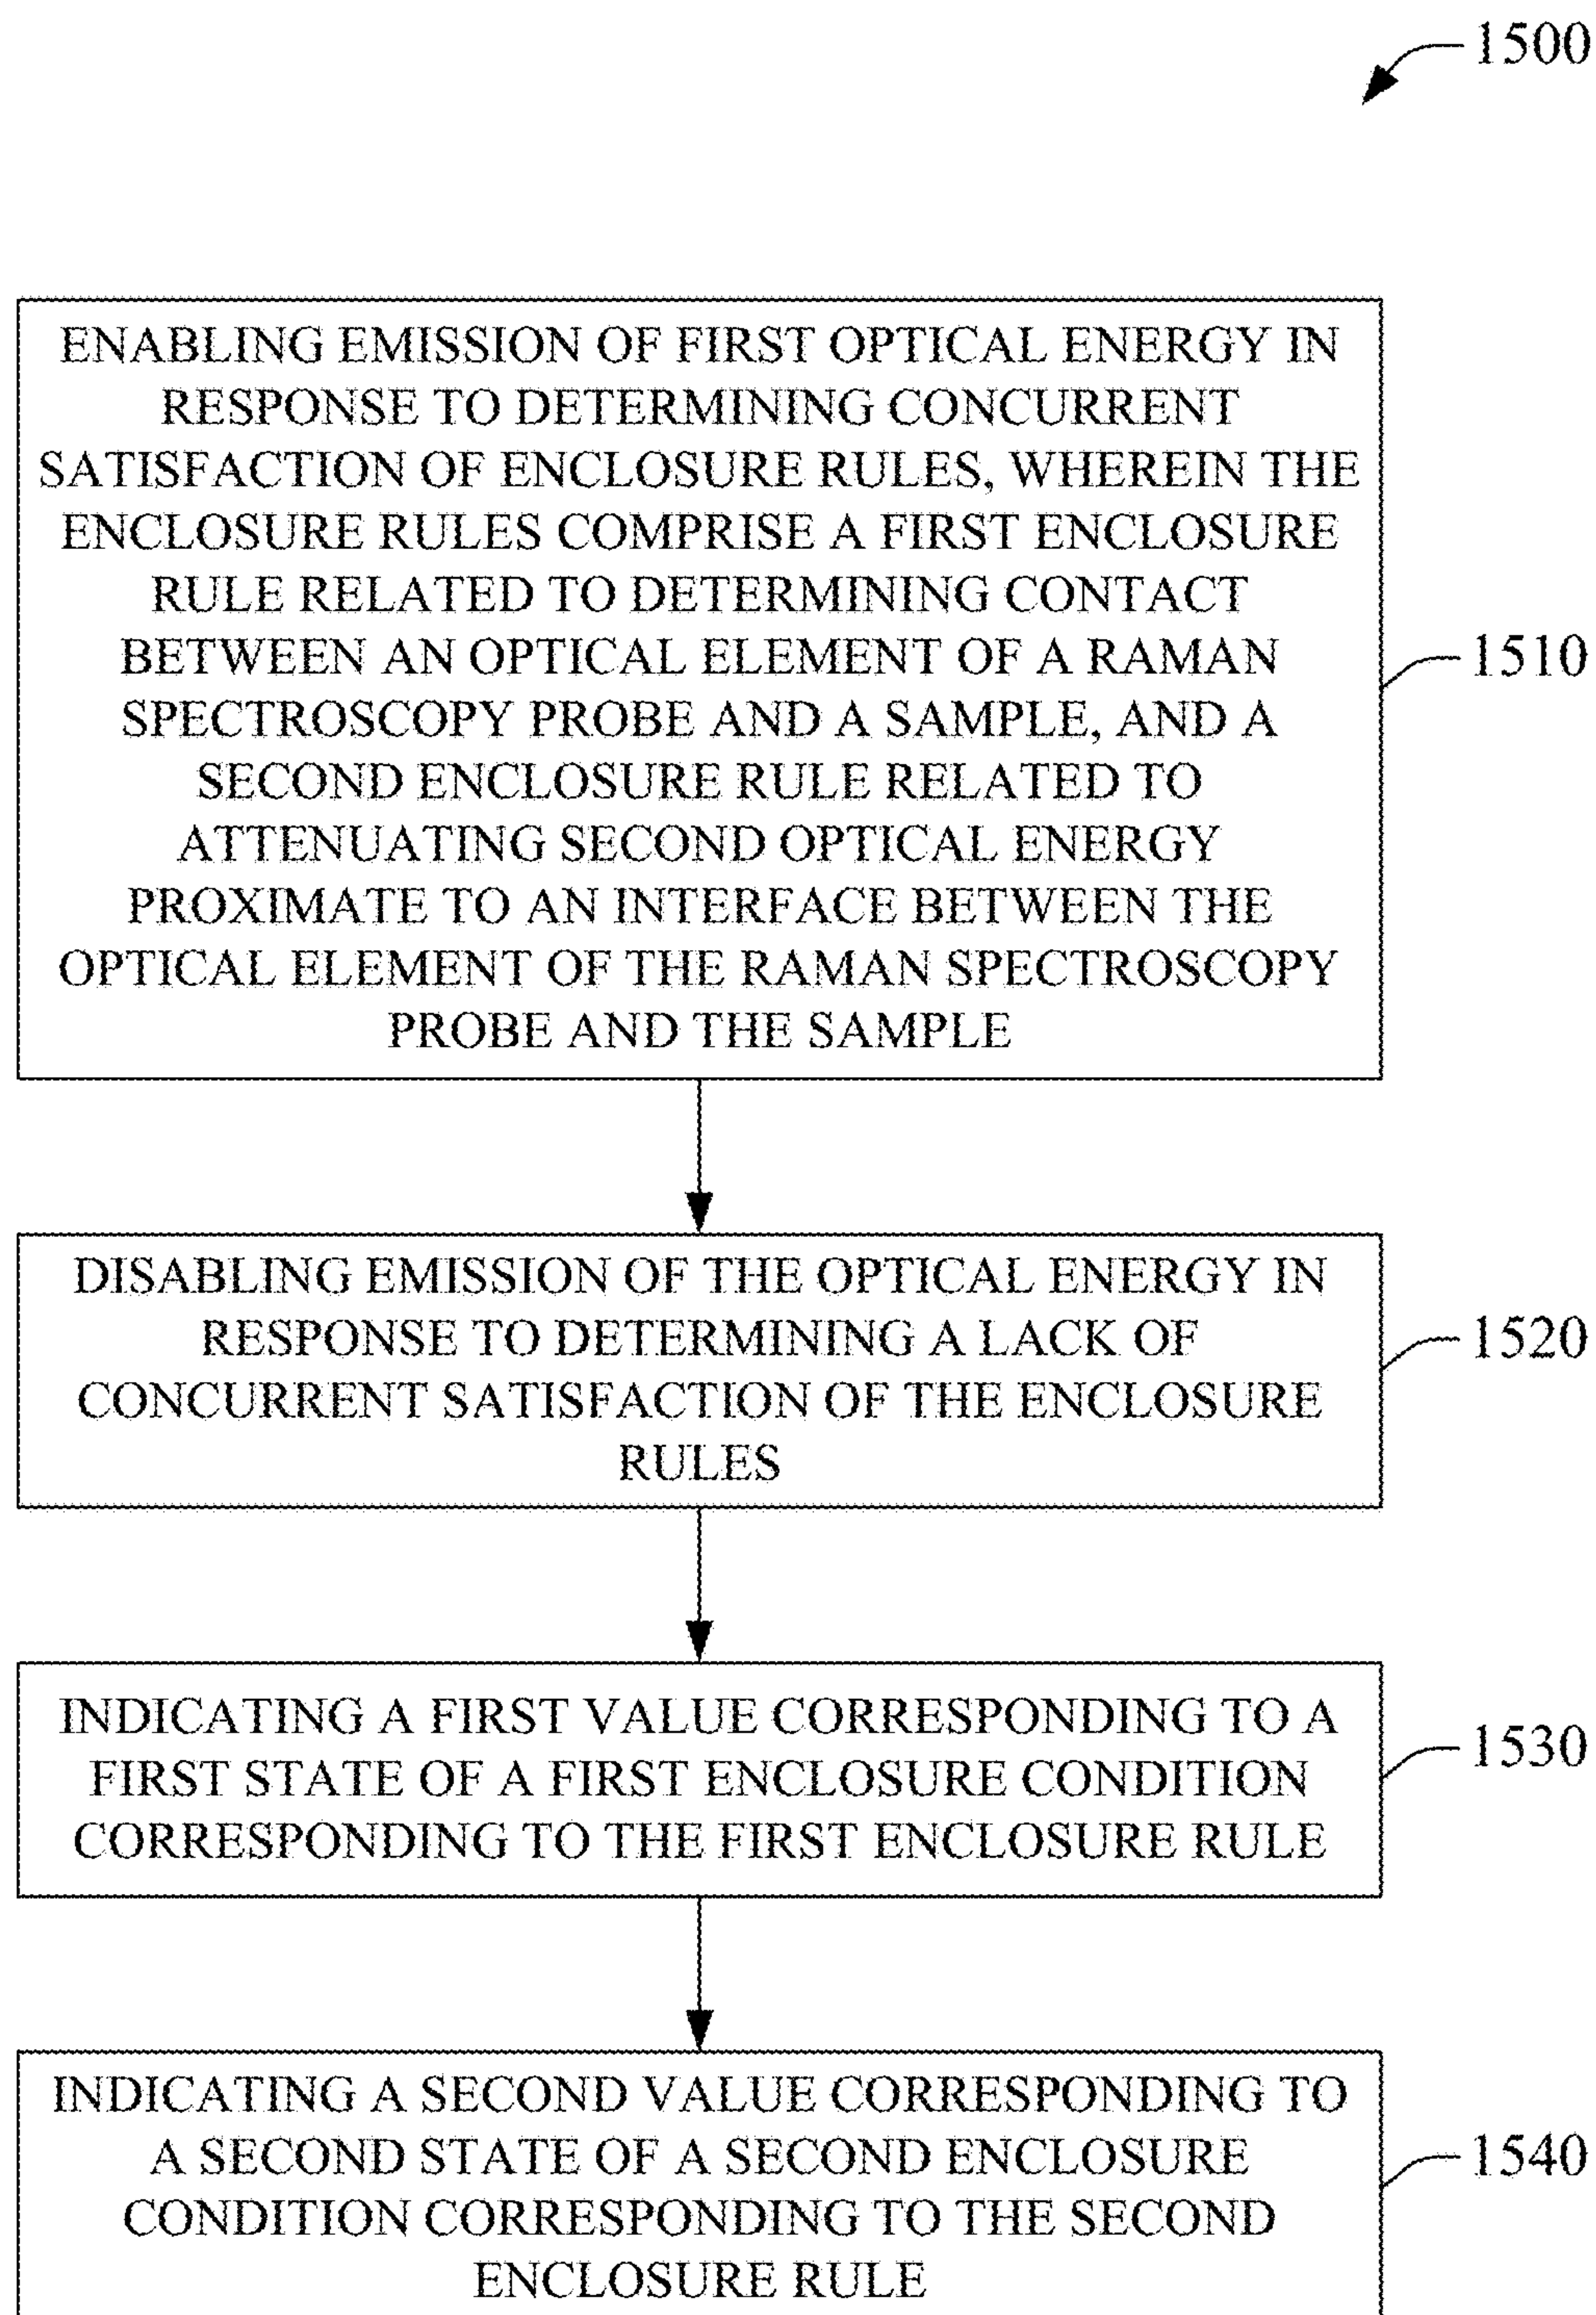 1500
ENABLING EMISSION OF FIRST OPTICAL ENERGY IN
RESPONSE TO DETERMINING CONCURRENT
SATISFACTION OF ENCLOSURE RULES, WHEREIN THE
ENCLOSURE RULES COMPRISE A FIRST ENCLOSURE
RULE RELATED TO DETERMINING CONTACT
BETWEEN AN OPTICAL ELEMENT OF A RAMAN
SPECTROSCOPY PROBE AND A SAMPLE, AND A
SECOND ENCLOSURE RULE RELATED TO
ATTENUATING SECOND OPTICAL ENERGY
PROXIMATE TO AN INTERFACE BETWEEN THE
OPTICAL ELEMENT OF THE RAMAN SPECTROSCOPY
PROBE AND THE SAMPLE
1510
DISABLING EMISSION OF THE OPTICAL ENERGY IN
RESPONSE TO DETERMINING A LACK OF
CONCURRENT SATISFACTION OF THE ENCLOSURE
RULES
1520
INDICATING A FIRST VALUE CORRESPONDING TO A
FIRST STATE OF A FIRST ENCLOSURE CONDITION
CORRESPONDING TO THE FIRST ENCLOSURE RULE
1530
INDICATING A SECOND VALUE CORRESPONDING TO
A SECOND STATE OF A SECOND ENCLOSURE
CONDITION CORRESPONDING TO THE SECOND
ENCLOSURE RULE
1540